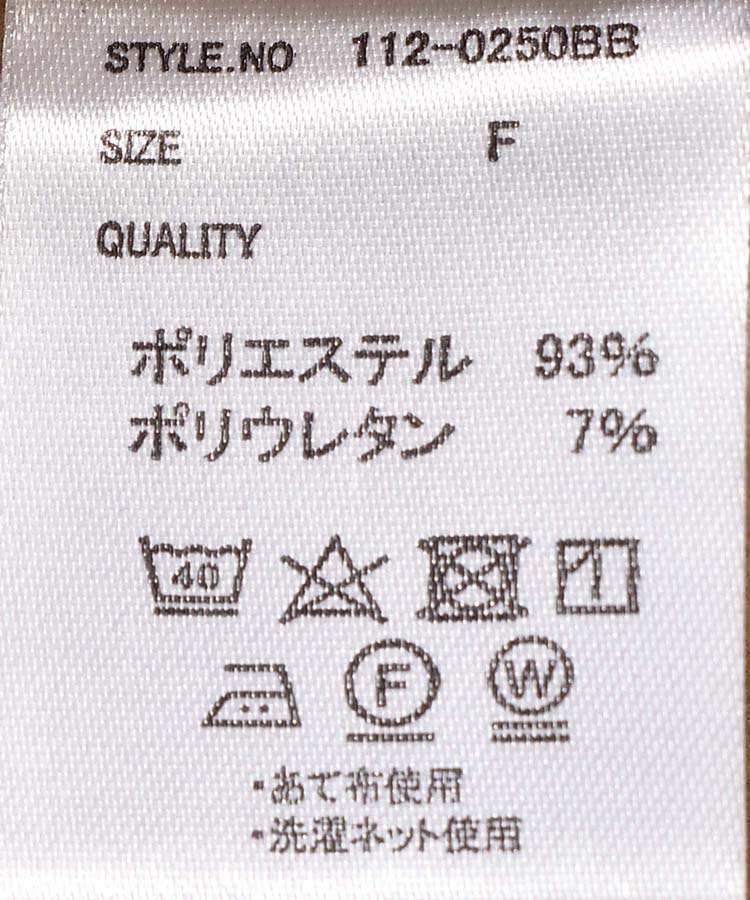 STYLE.NO 112-0250BB
SIZE F
QUALITY
ポリエステル 93%
ポリウレタン 7%
40
F W
・あて布使用
・洗濯ネット使用